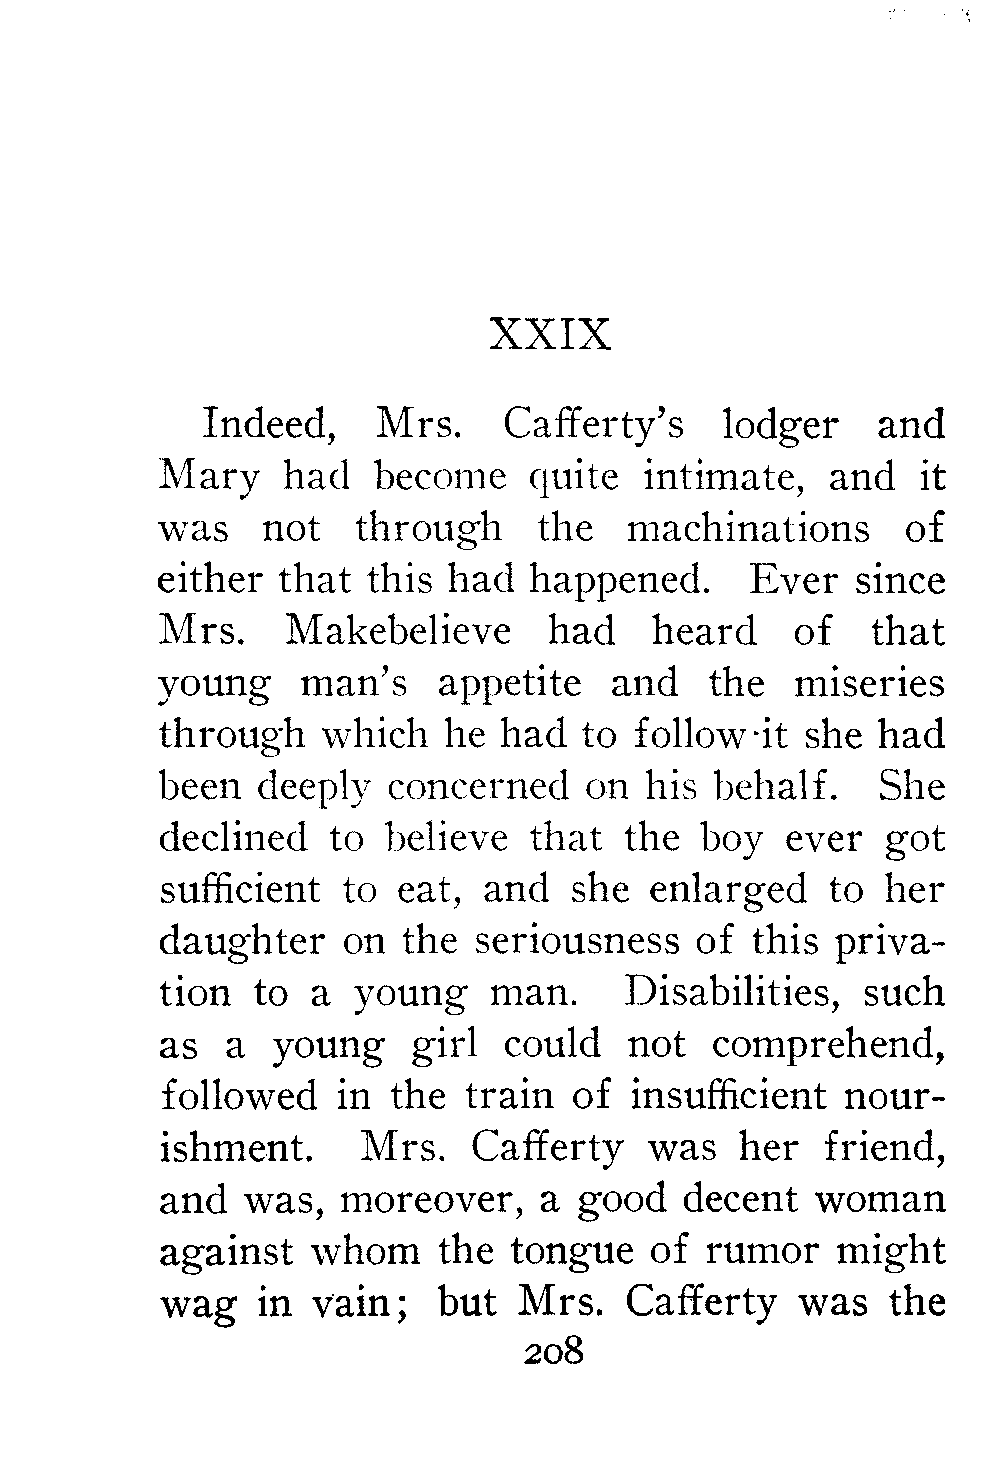 XXIX
Indeed, Mrs. Cafferty's lodger and
Mary had become quite intimate, and it
was not through the machinations of
either that this had happened. Ever since
Mrs. Makebelieve had heard of that
young man's appetite and the miseries
through which he had to follow it she had
been deeply concerned on his behalf. She
declined to believe that the boy ever got
sufficient to eat, and she enlarged to her
daughter on the seriousness of this priva-
tion to a young man. Disabilities, such
as a young girl could not comprehend,
followed in the train of insufficient nour-
ishment. Mrs. Cafferty was her friend,
and was, moreover, a good decent woman
against whom the tongue of rumor might
wag in vain; but Mrs. Cafferty was the
208